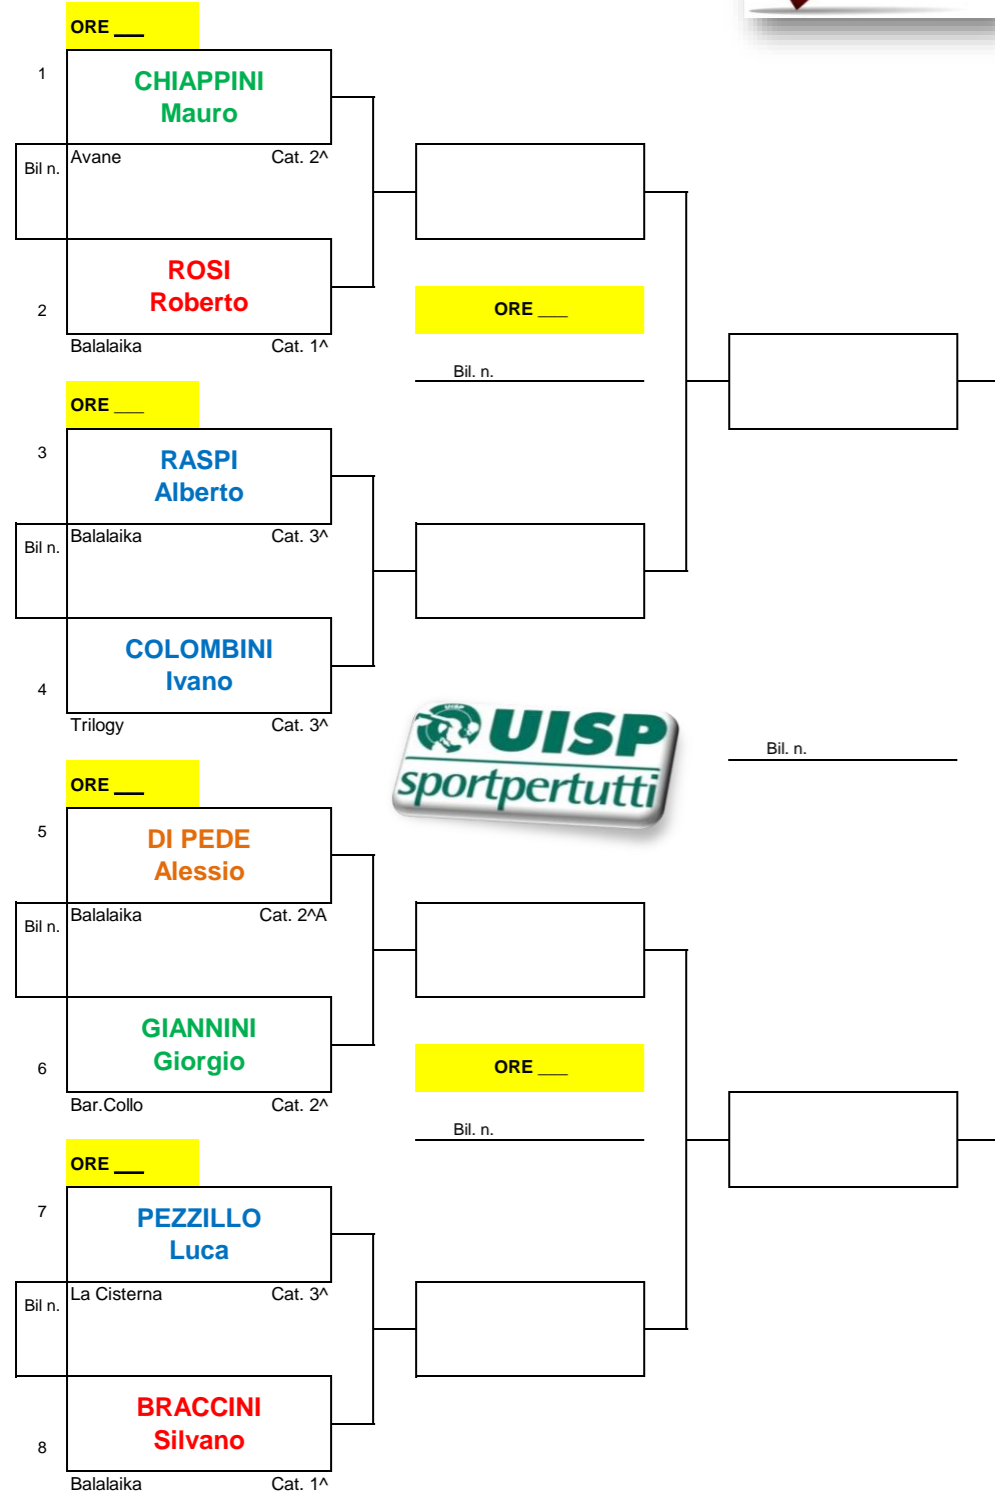 ORE ___
1
CHIAPPINI
Mauro
Bil n.
Avane Cat. 2^
ROSI
Roberto
2
Balalaika Cat. 1^
ORE ___
Bil. n.
ORE ___
3
RASPI
Alberto
Bil n.
Balalaika Cat. 3^
COLOMBINI
Ivano
4
Trilogy Cat. 3^
UISP
sportpertutti
Bil. n.
ORE ___
5
DI PEDE
Alessio
Bil n.
Balalaika Cat. 2^A
GIANNINI
Giorgio
6
Bar.Collo Cat. 2^
ORE ___
Bil. n.
ORE ___
7
PEZZILLO
Luca
Bil n.
La Cisterna Cat. 3^
BRACCINI
Silvano
8
Balalaika Cat. 1^